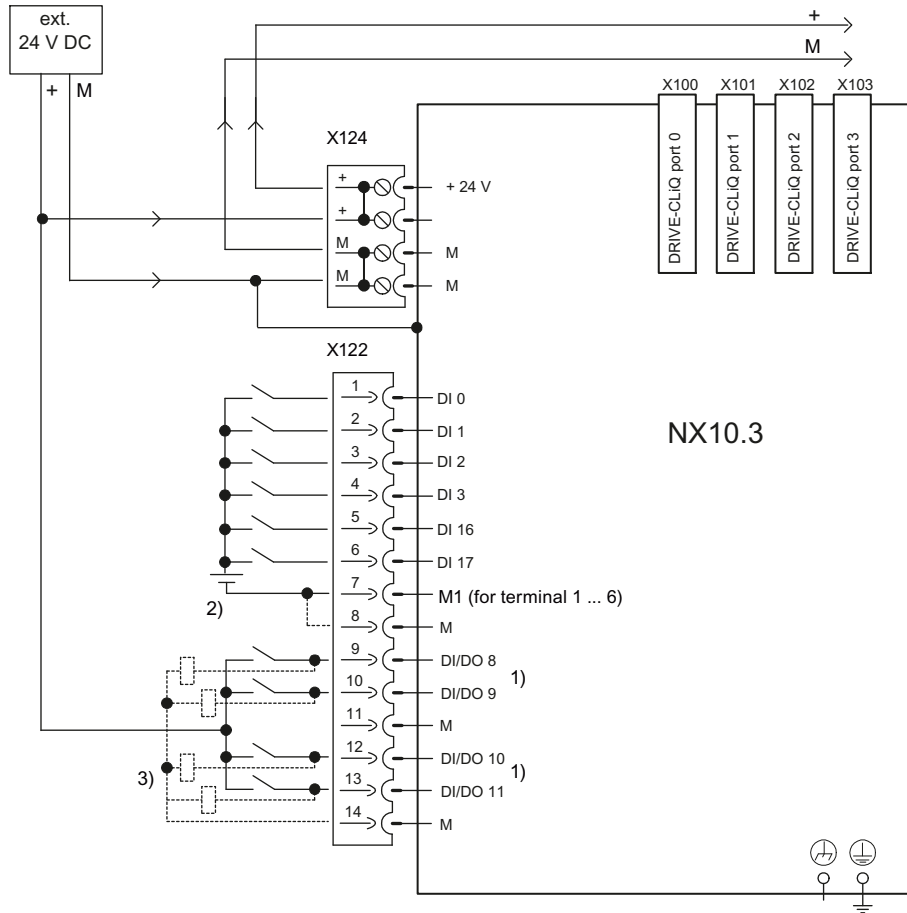 ext.
24 V DC
+ M
+
M
X100 X101 X102 X103
DRIVE-CLiQ port 0
DRIVE-CLiQ port 1
DRIVE-CLiQ port 2
DRIVE-CLiQ port 3
X124
+ + 24 V
+
M M
M M
X122
1 DI 0
2 DI 1
3 DI 2
4 DI 3
5 DI 16
6 DI 17
7 M1 (for terminal 1 ... 6)
2)
8 M
9 DI/DO 8
1)
10 DI/DO 9
11 M
12 DI/DO 10
3) 1)
13 DI/DO 11
14 M
NX10.3